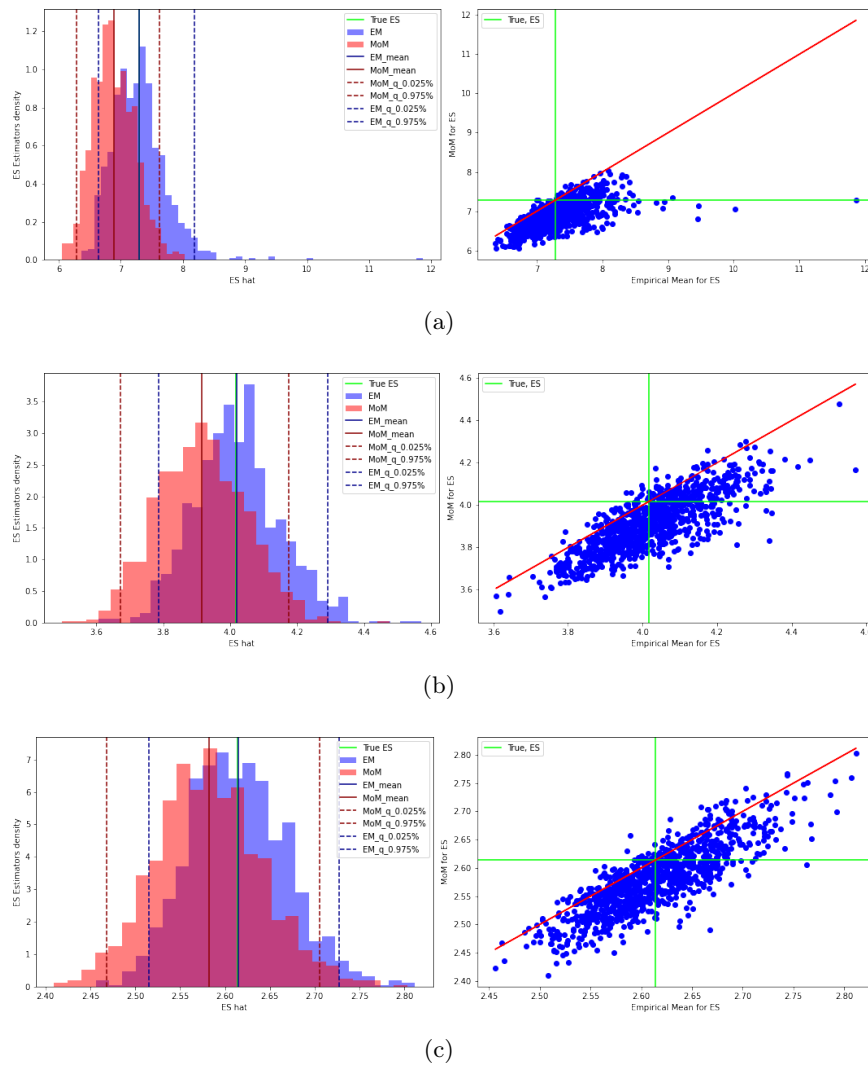 True ES
EM
MoM
EM_mean
MoM_mean
MoM_q_0.025%
MoM_q_0.975%
EM_q_0.025%
EM_q_0.975%
ES Estimators density
0.0
0.2
0.4
0.6
0.8
1.0
1.2
6
7
8
9
10
11
12
ES hat
True, ES
MoM for ES
12
11
10
9
8
7
6
7
8
9
10
11
12
Empirical Mean for ES
(a)
True ES
EM
MoM
EM_mean
MoM_mean
MoM_q_0.025%
MoM_q_0.975%
EM_q_0.025%
EM_q_0.975%
ES Estimators density
3.5
3.0
2.5
2.0
1.5
1.0
0.5
0.0
3.6
3.8
4.0
4.2
4.4
4.6
ES hat
True, ES
MoM for ES
4.6
4.4
4.2
4.0
3.8
3.6
3.6
3.8
4.0
4.2
4.4
Empirical Mean for ES
(b)
True ES
EM
MoM
EM_mean
MoM_mean
MoM_q_0.025%
MoM_q_0.975%
EM_q_0.025%
EM_q_0.975%
ES Estimators density
7
6
5
4
3
2
1
0
2.40
2.45
2.50
2.55
2.60
2.65
2.70
2.75
2.80
ES hat
True, ES
MoM for ES
2.80
2.75
2.70
2.65
2.60
2.55
2.50
2.45
2.40
2.45
2.50
2.55
2.60
2.65
2.70
2.75
2.80
Empirical Mean for ES
(c)